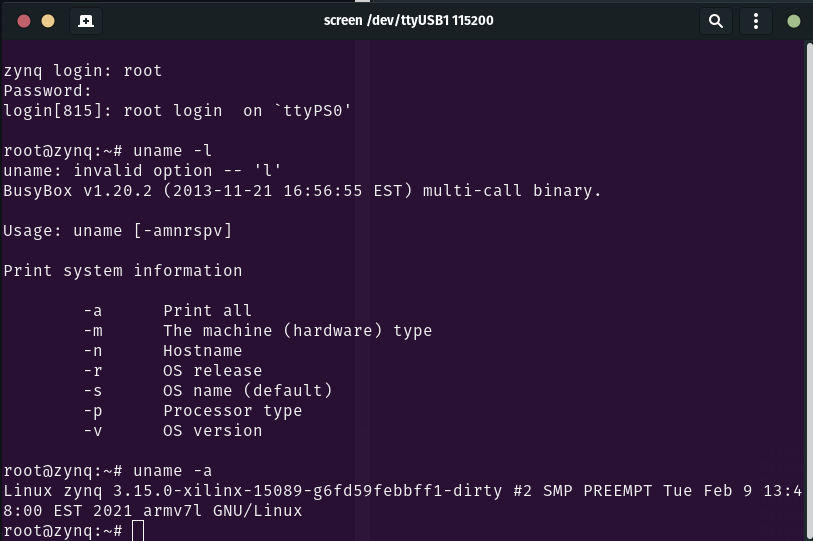 screen /dev/ttyUSB1 115200
zynq login: root
Password:
login[815]: root login  on `ttyPS0'
root@zynq:~# uname -l
uname: invalid option -- 'l'
BusyBox v1.20.2 (2013-11-21 16:56:55 EST) multi-call binary.
Usage: uname [-amnrspv]
Print system information
        -a      Print all
        -m      The machine (hardware) type
        -n      Hostname
        -r      OS release
        -s      OS name (default)
        -p      Processor type
        -v      OS version
root@zynq:~# uname -a
Linux zynq 3.15.0-xilinx-15089-g6fd59febbff1-dirty #2 SMP PREEMPT Tue Feb 9 13:4
8:00 EST 2021 armv7l GNU/Linux
root@zynq:~#